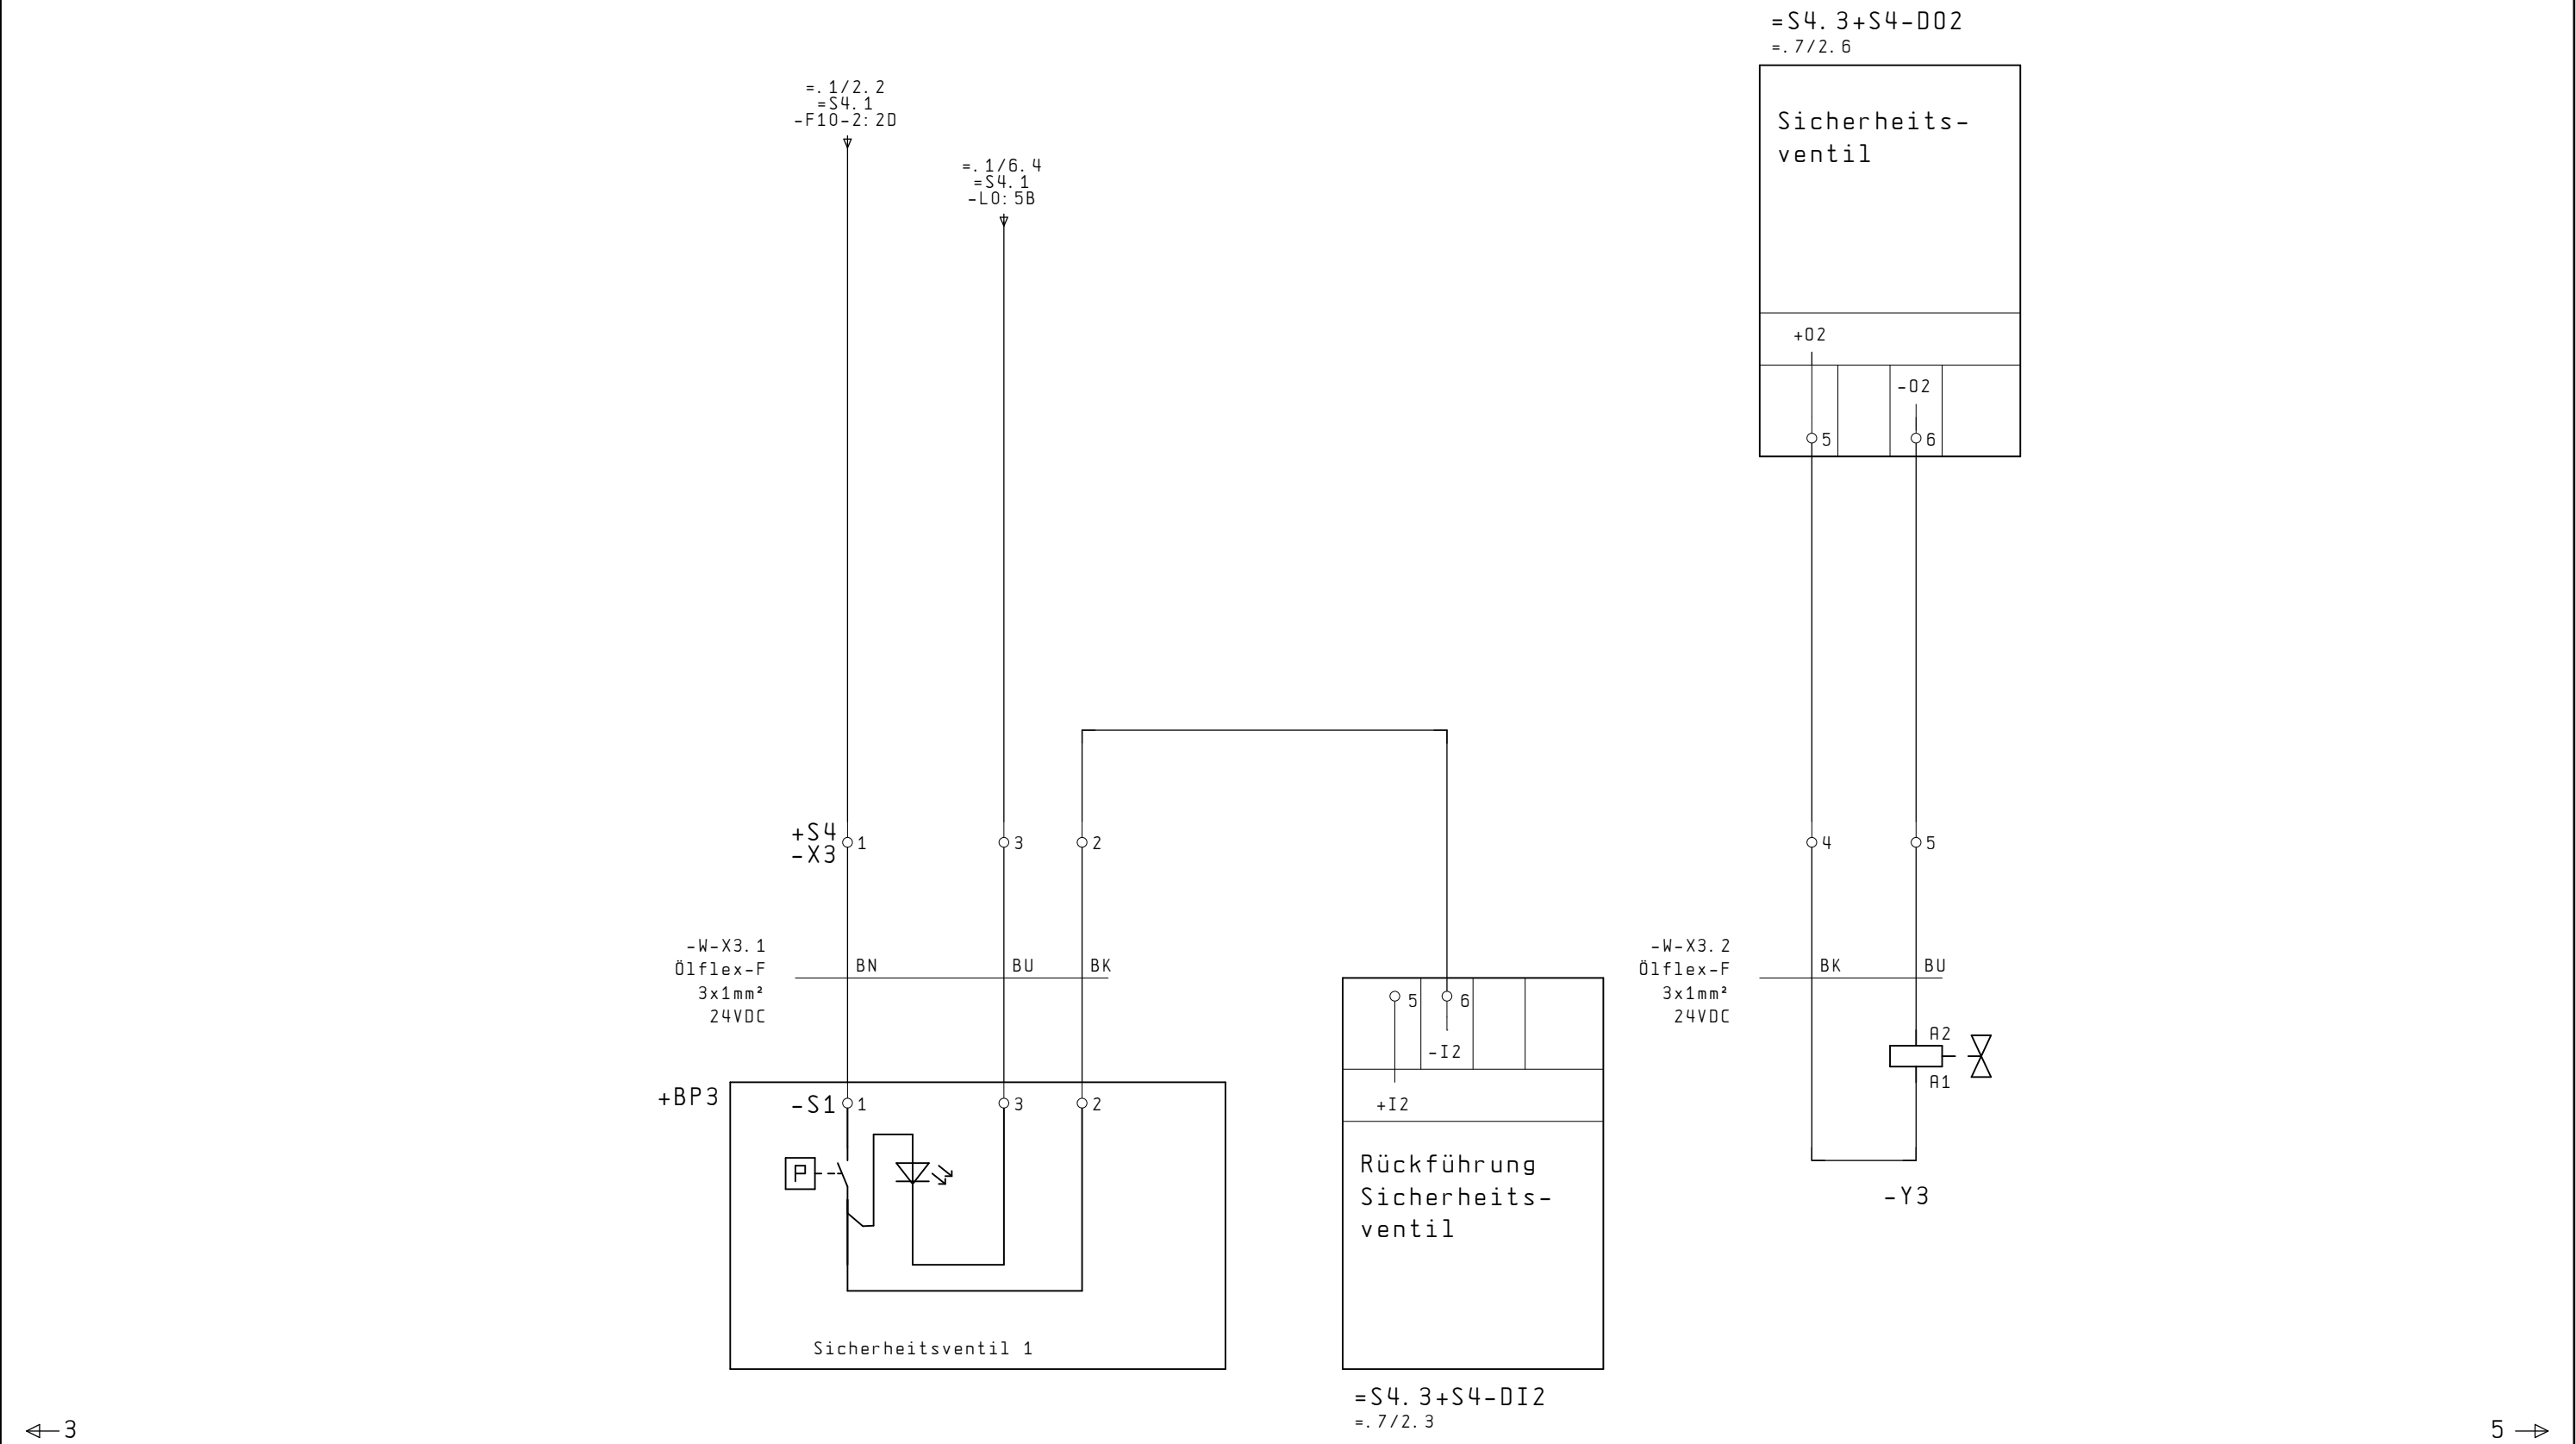 =S4.3+S4-DO2
=.7/2.6
Sicherheits-
ventil
+O2
-O2
5
6
=.1/2.2
=S4.1
-F10-2:2D
=.1/6.4
=S4.1
-L0:5B
+S4
-X3
1
3
2
4
5
-W-X3.1
Ölflex-F
3x1mm²
24VDC
BN
BU
BK
-W-X3.2
Ölflex-F
3x1mm²
24VDC
BK
BU
A2
A1
-Y3
+BP3
-S1
1
3
2
P
Sicherheitsventil 1
5
6
-I2
+I2
Rückführung
Sicherheits-
ventil
=S4.3+S4-DI2
=.7/2.3
3
5